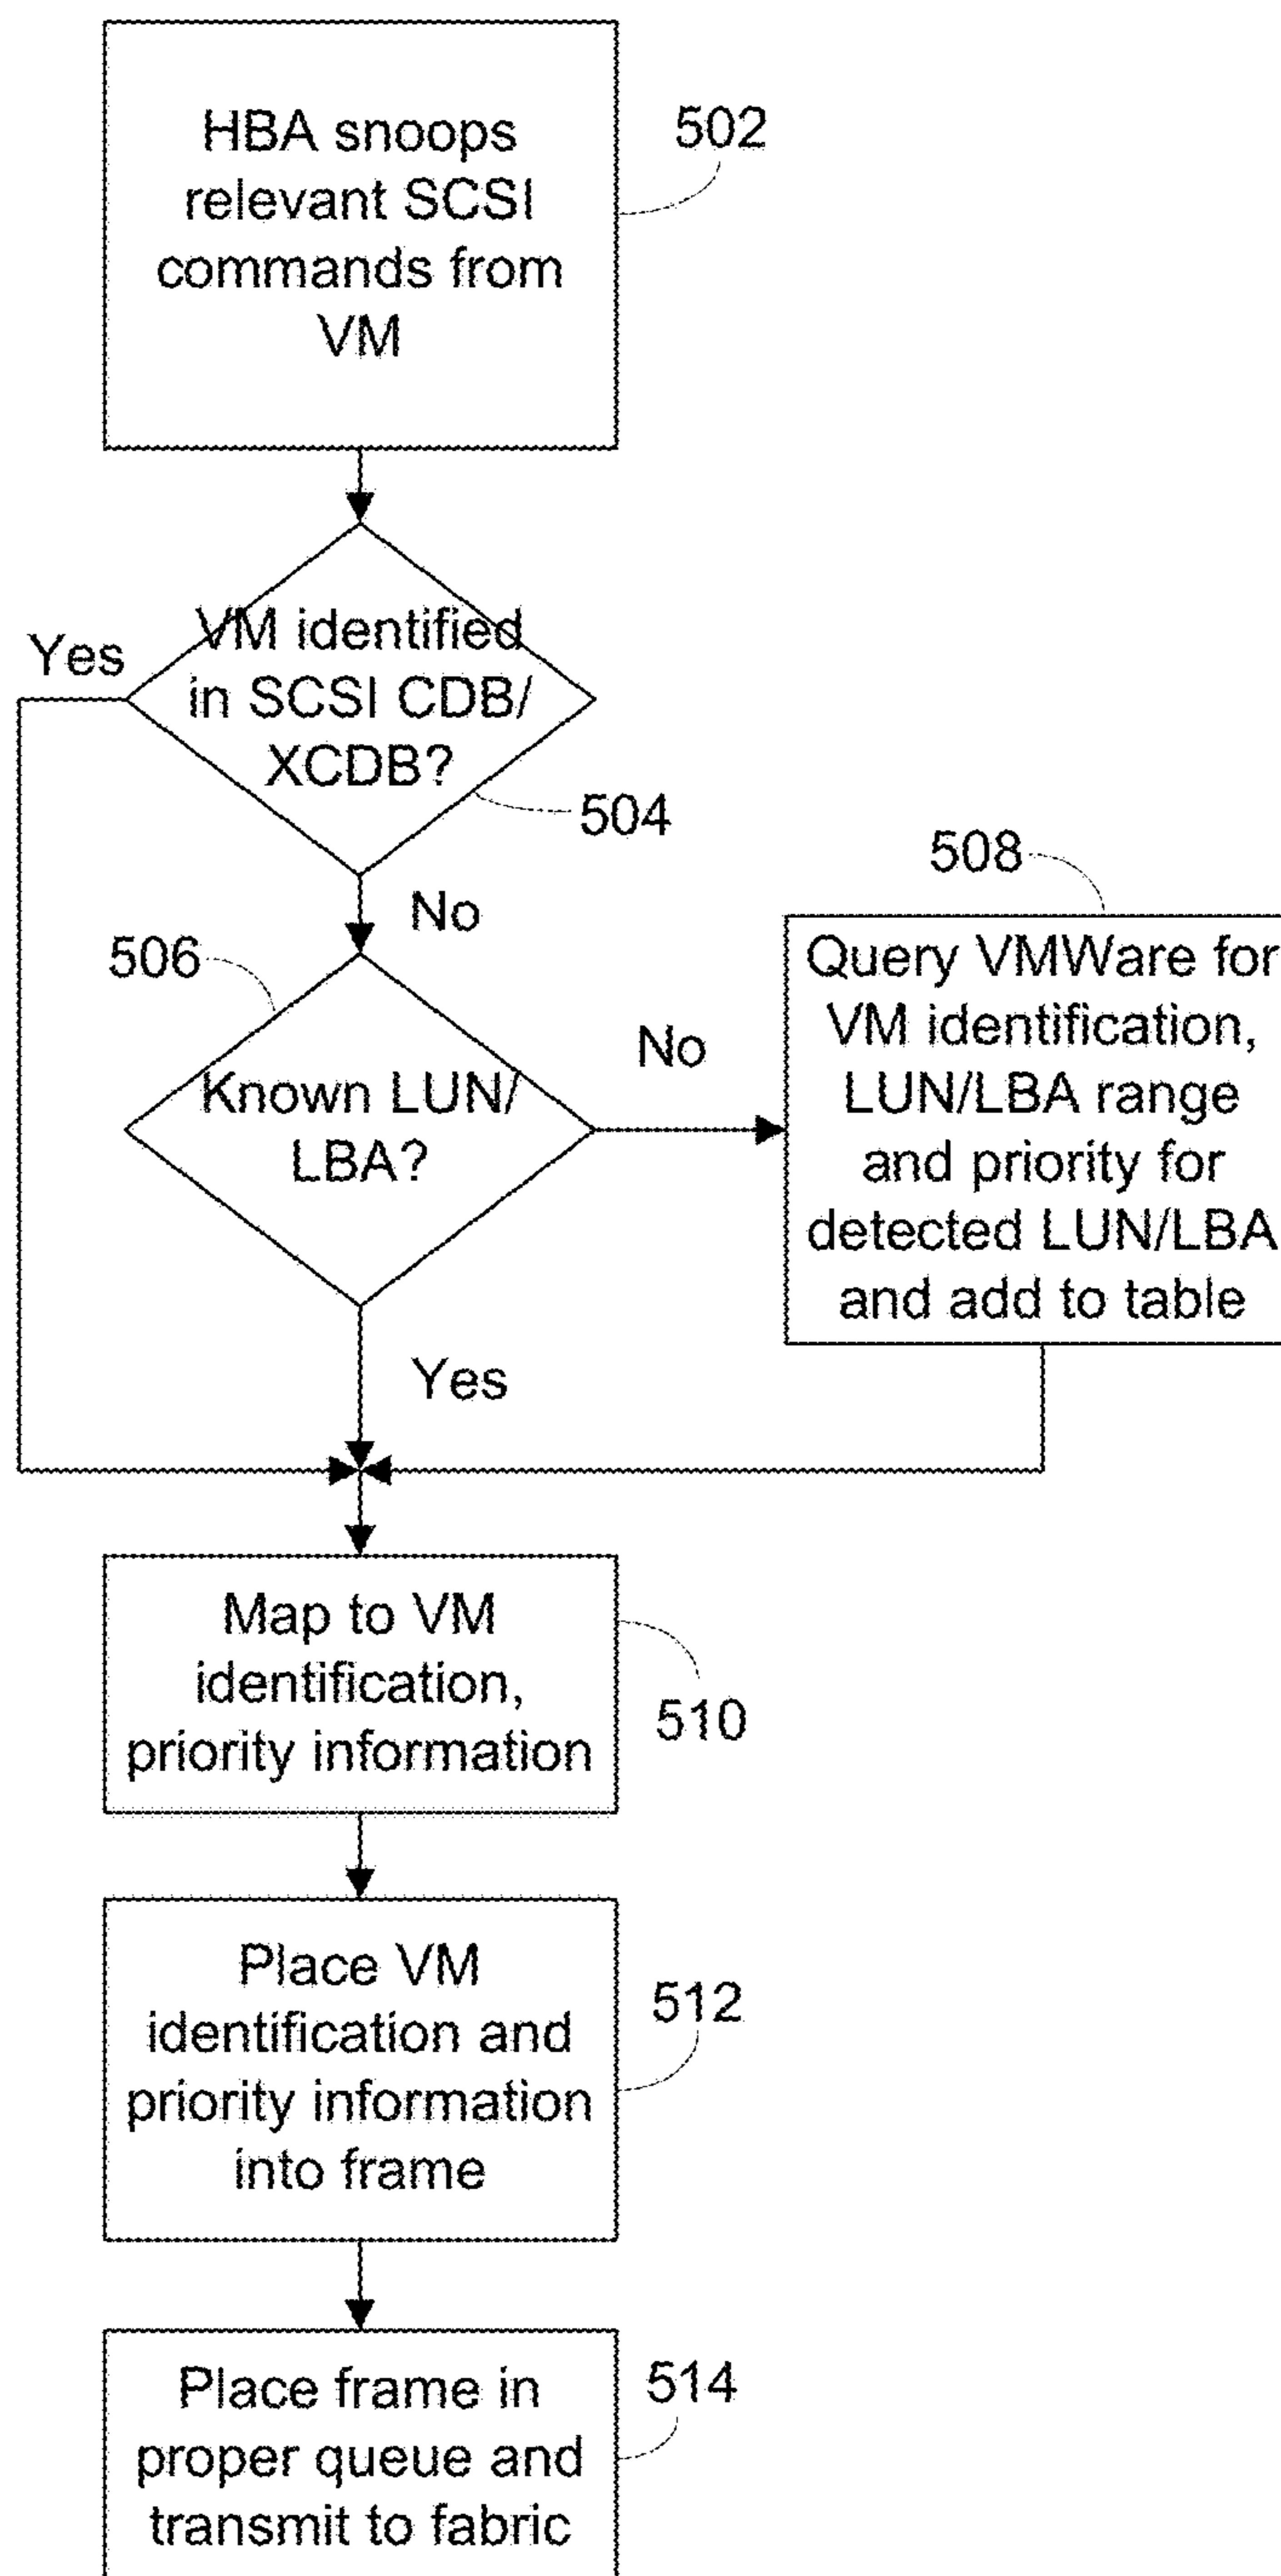 HBA snoops
relevant SCSI
commands from
VM
502
VM identified
in SCSI CDB/
XCDB?
Yes
504
No
506
Known LUN/
LBA?
No
508
Query VMWare for
VM identification,
LUN/LBA range
and priority for
detected LUN/LBA
and add to table
Yes
Map to VM
identification,
priority information
510
Place VM
identification and
priority information
into frame
512
Place frame in
proper queue and
transmit to fabric
514